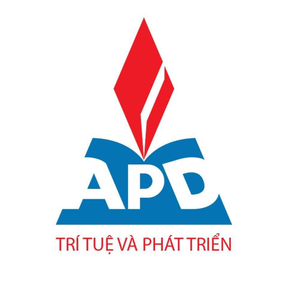 APD
TRÍ TUỆ VÀ PHÁT TRIỂN